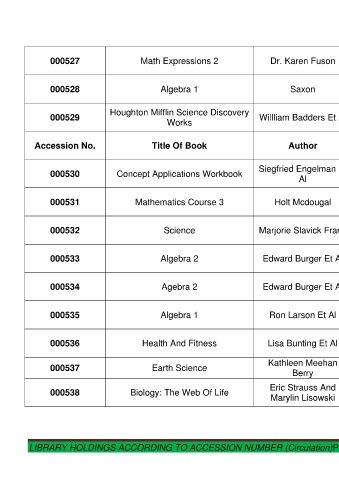 000527 Math Expressions 2 Dr. Karen Fuson
000528 Algebra 1 Saxon
000529 Houghton Mifflin Science Discovery Works Willliam Badders Et
Accession No. Title Of Book Author
000530 Concept Applications Workbook Siegfried Engelman Al
000531 Mathematics Course 3 Holt Mcdougal
000532 Science Marjorie Slavick Fra
000533 Algebra 2 Edward Burger Et A
000534 Agebra 2 Edward Burger Et A
000535 Algebra 1 Ron Larson Et Al
000536 Health And Fitness Lisa Bunting Et Al
000537 Earth Science Kathleen Meehan Berry
000538 Biology: The Web Of Life Eric Strauss And Marylin Lisowski
LIBRARY HOLDINGS ACCORDING TO ACCESSION NUMBER (Circulation)P